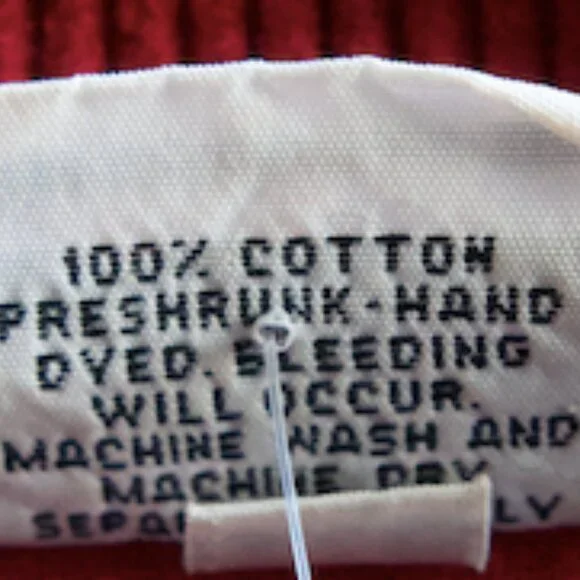 100% COTTON
PRESHRUNK-HAND
DYED. BLEEDING
WILL OCCUR.
MACHINE WASH AND
MACHINE DRY